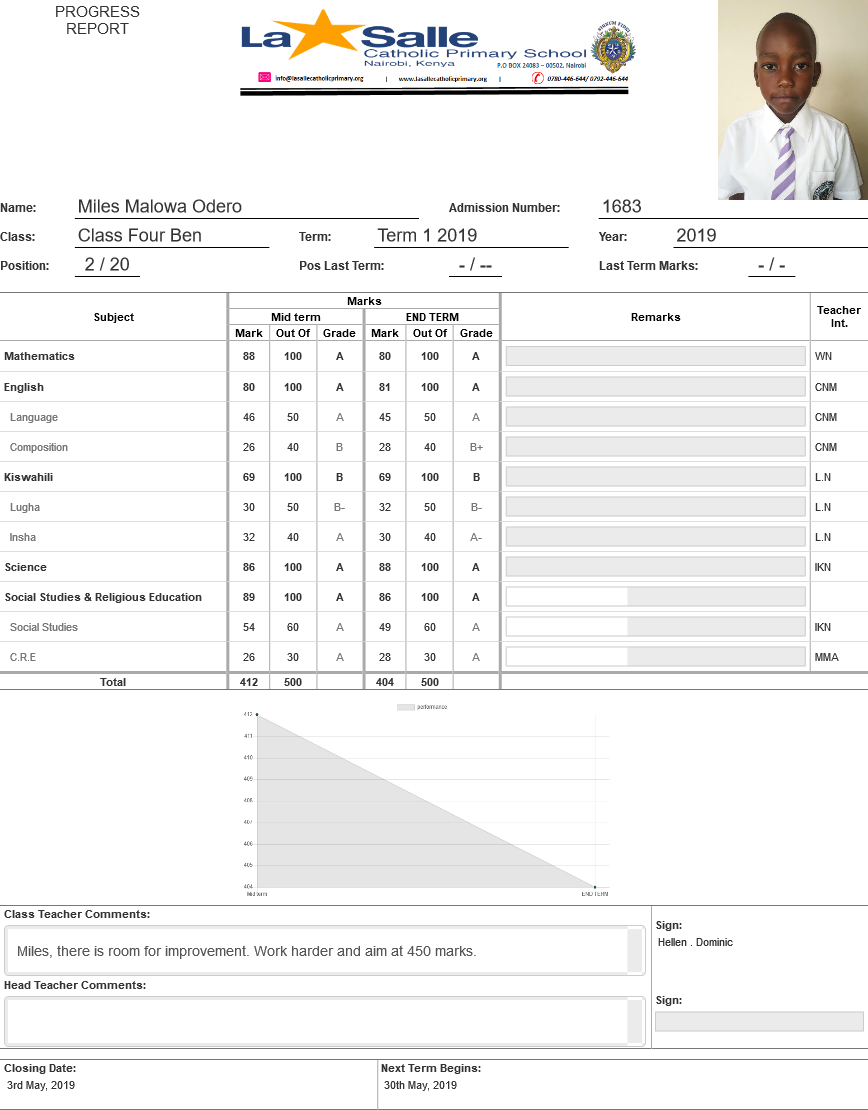 PROGRESS
REPORT
La Salle
Catholic Primary School
Nairobi, Kenya
P.O BOX 24083 – 00502, Nairobi
info@lasallecatholicprimary.org | www.lasallecatholicprimary.org | 0780-446-644/ 0792-446-644
Name: Miles Malowa Odero Admission Number: 1683
Class: Class Four Ben Term: Term 1 2019 Year: 2019
Position: 2 / 20 Pos Last Term: - / -- Last Term Marks: - / -
Subject Marks Remarks Teacher Int.
Mid term END TERM
Mark Out Of Grade Mark Out Of Grade
Mathematics 88 100 A 80 100 A WN
English 80 100 A 81 100 A CNM
Language 46 50 A 45 50 A CNM
Composition 26 40 B 28 40 B+ CNM
Kiswahili 69 100 B 69 100 B L.N
Lugha 30 50 B- 32 50 B- L.N
Insha 32 40 A 30 40 A- L.N
Science 86 100 A 88 100 A IKN
Social Studies & Religious Education 89 100 A 86 100 A
Social Studies 54 60 A 49 60 A IKN
C.R.E 26 30 A 28 30 A MMA
Total 412 500 404 500
performance
412
411
410
409
408
407
406
405
404
Mid term END TERM
Class Teacher Comments:
Miles, there is room for improvement. Work harder and aim at 450 marks.
Sign:
Hellen . Dominic
Head Teacher Comments:
Sign:
Closing Date: Next Term Begins:
3rd May, 2019 30th May, 2019